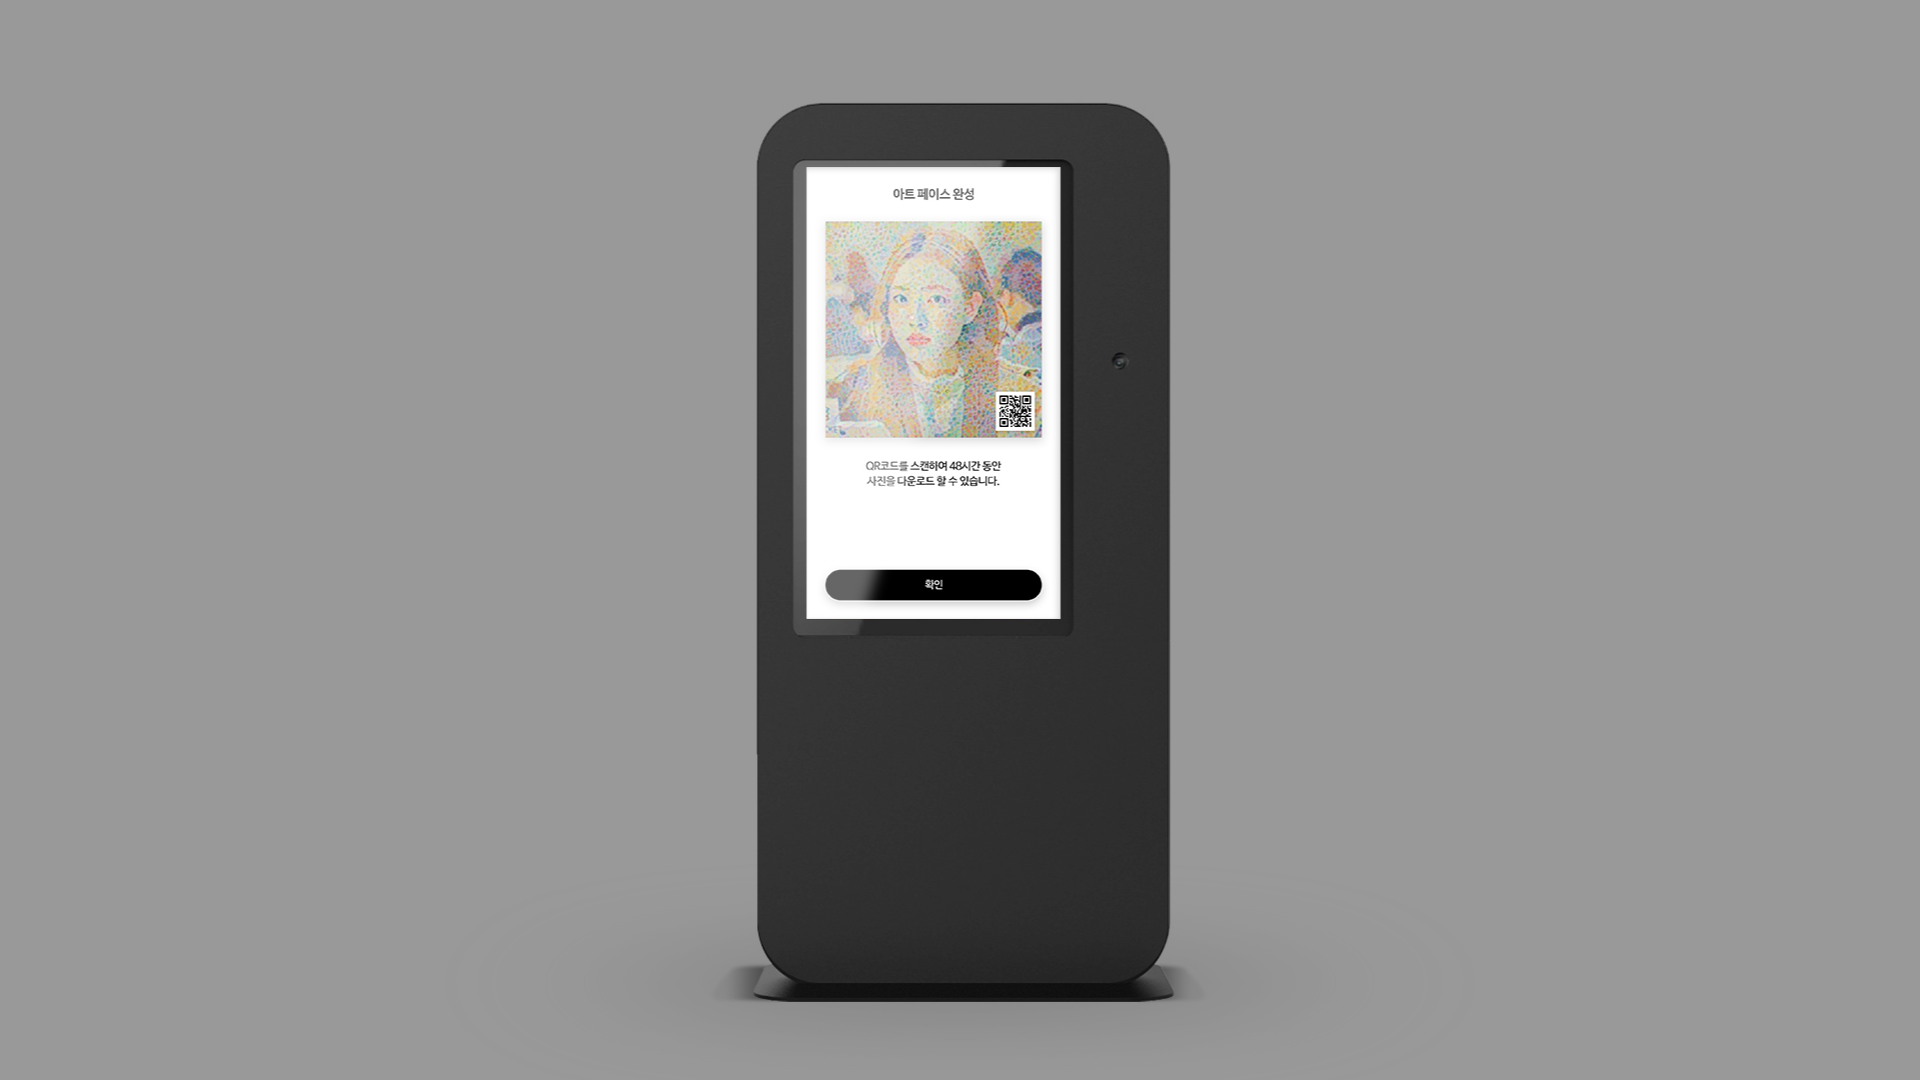 아트 페이스 완성
QR코드를 스캔하여 48시간 동안
사진을 다운로드 할 수 있습니다.
확인